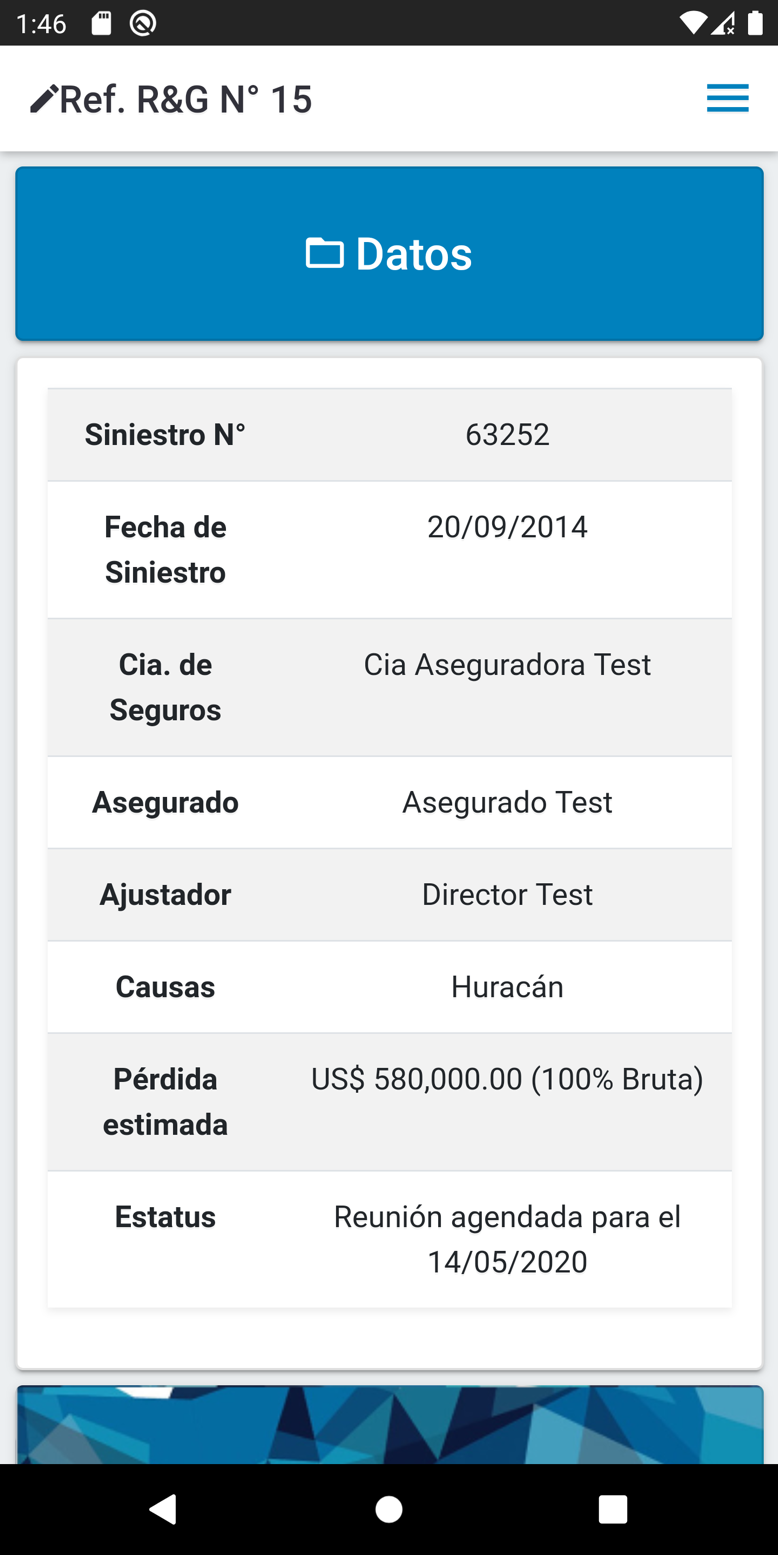 1:46
Ref. R&G N° 15
Datos
Siniestro N° 63252
Fecha de 20/09/2014
Siniestro
Cia. de Cia Aseguradora Test
Seguros
Asegurado Asegurado Test
Ajustador Director Test
Causas Huracán
Pérdida US$ 580,000.00 (100% Bruta)
estimada
Estatus Reunión agendada para el
14/05/2020